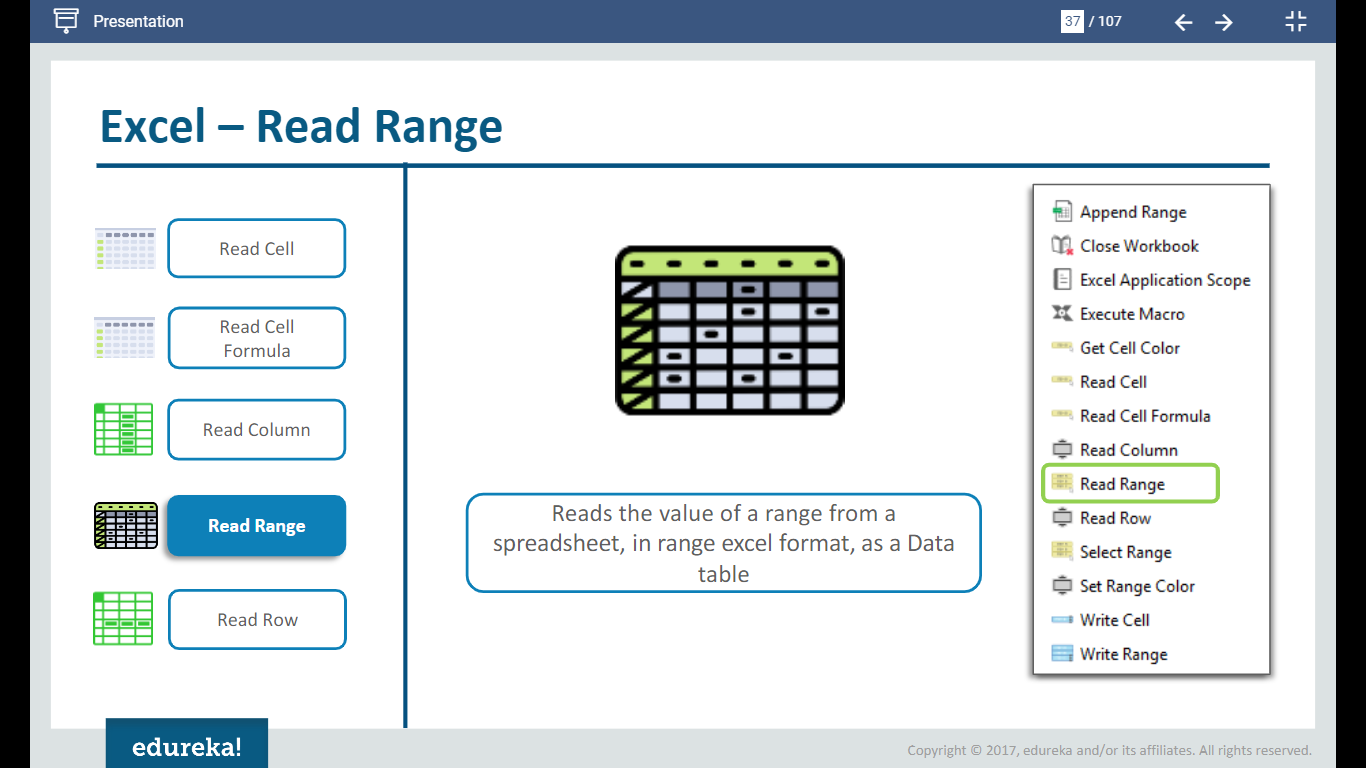 Presentation
37 / 107
Excel – Read Range
Read Cell
Read Cell
Formula
Read Column
Read Range
Read Row
Reads the value of a range from a
spreadsheet, in range excel format, as a Data
table
Append Range
Close Workbook
Excel Application Scope
Execute Macro
Get Cell Color
Read Cell
Read Cell Formula
Read Column
Read Range
Read Row
Select Range
Set Range Color
Write Cell
Write Range
edureka!
Copyright © 2017, edureka and/or its affiliates. All rights reserved.